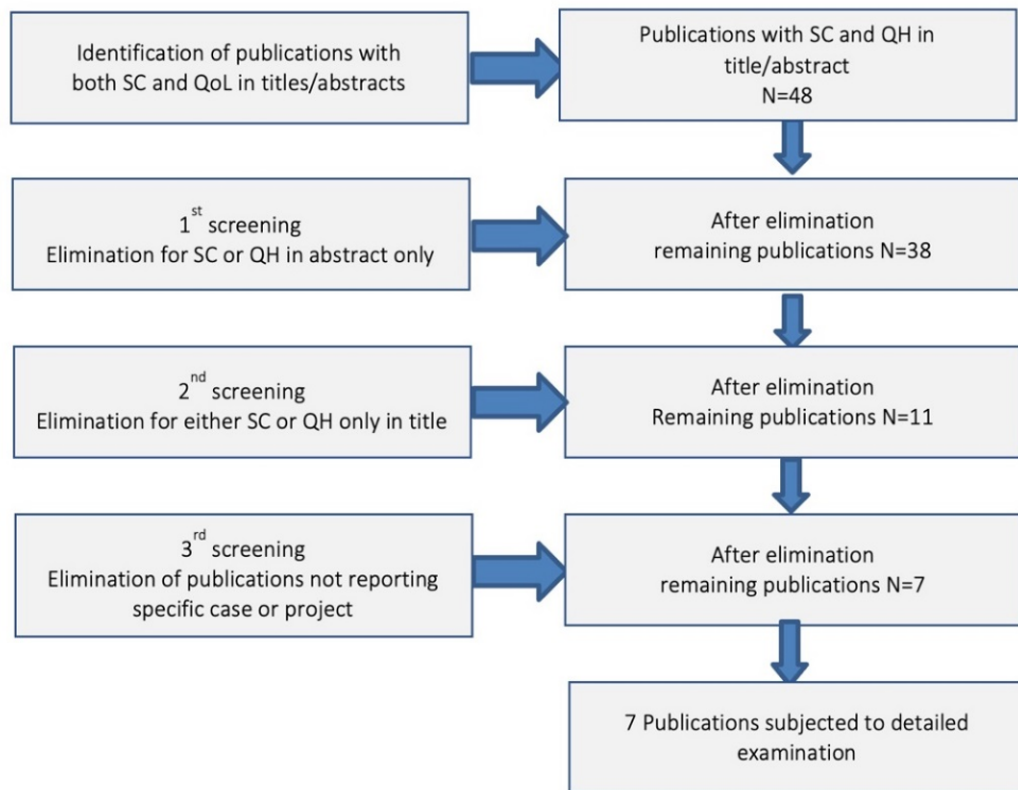 Identification of publications with
both SC and QoL in titles/abstracts
Publications with SC and QH in
title/abstract
N=48
1st screening
Elimination for SC or QH in abstract only
After elimination
remaining publications N=38
2nd screening
Elimination for either SC or QH only in title
After elimination
Remaining publications N=11
3rd screening
Elimination of publications not reporting
specific case or project
After elimination
remaining publications N=7
7 Publications subjected to detailed
examination